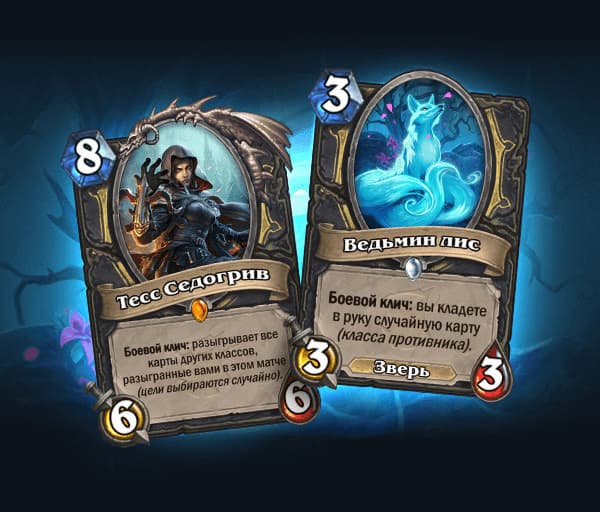 8
Тесс Седогрив
Боевой клич: разыгрывает все
карты других классов,
разыгранные вами в этом матче
(цели выбираются случайно).
6
6
3
Ведьмин лис
Боевой клич: вы кладете
в руку случайную карту
(класса противника).
Зверь
3
3